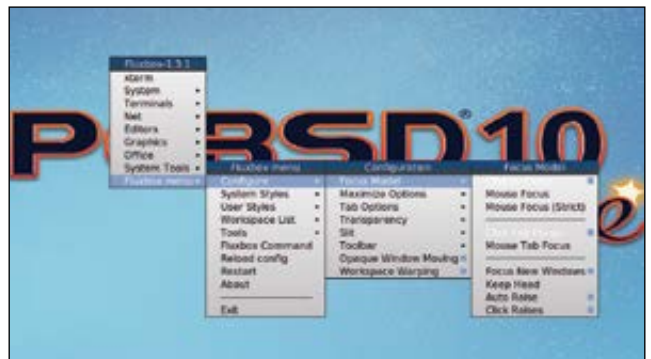 Fluxbox-1.3.1
xterm
System
Terminals
Net
Editors
Graphics
Office
System Tools
Fluxbox menu
PCBSD®10
Fluxbox menu
Configure
System Styles
User Styles
Workspace List
Tools
Fluxbox Command
Reload config
Restart
About
Exit
Configuration
Focus Model
Maximize Options
Tab Options
Transparency
Slit
Toolbar
Opaque Window Moving
Workspace Warping
Focus Model
Mouse Focus
Mouse Focus (Strict)
Mouse Tab Focus
Focus New Windows
Keep Head
Auto Raise
Click Raises